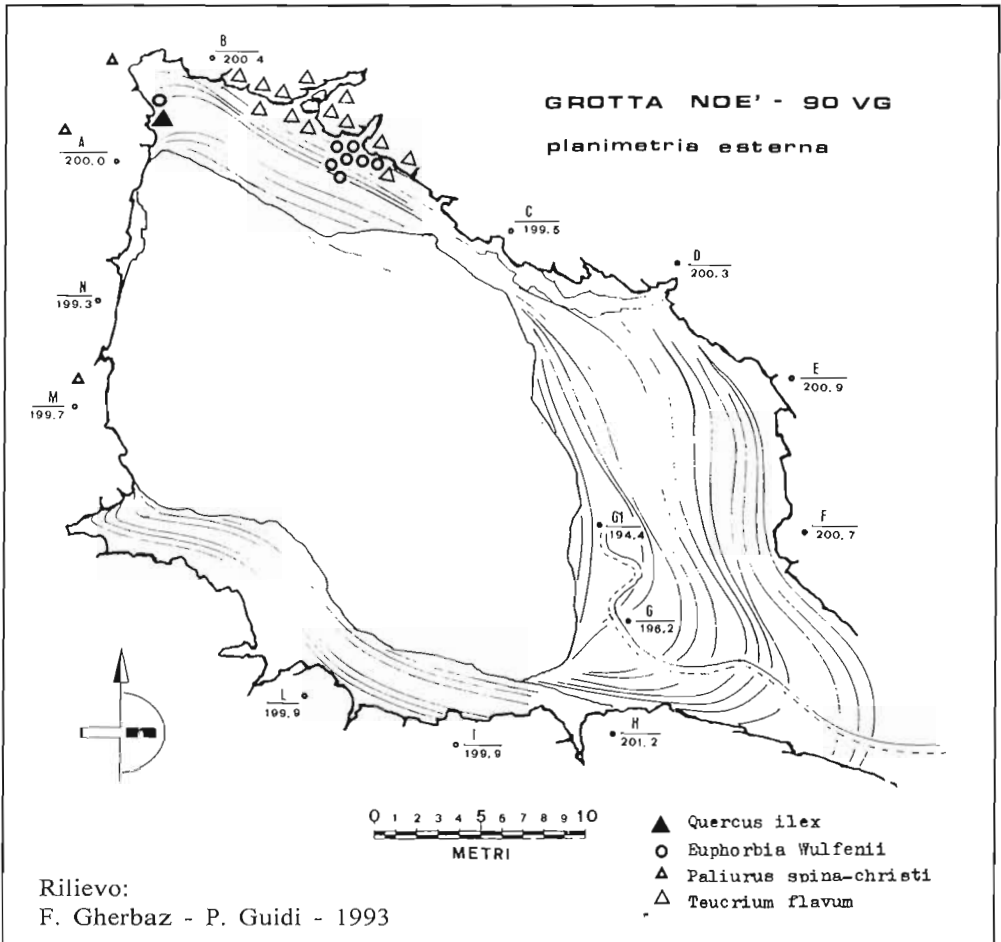 GROTTA NOE' - 90 VG
planimetria esterna
B
200.4
A
200.0
C
199.5
D
200.3
N
199.3
E
200.9
M
199.7
G1
194.4
F
200.7
G
196.2
L
199.9
I
199.9
H
201.2
0 1 2 3 4 5 6 7 8 9 10
METRI
Quercus ilex
Euphorbia Wulfenii
Paliurus spina-christi
Teucrium flavum
Rilievo:
F. Gherbaz - P. Guidi - 1993